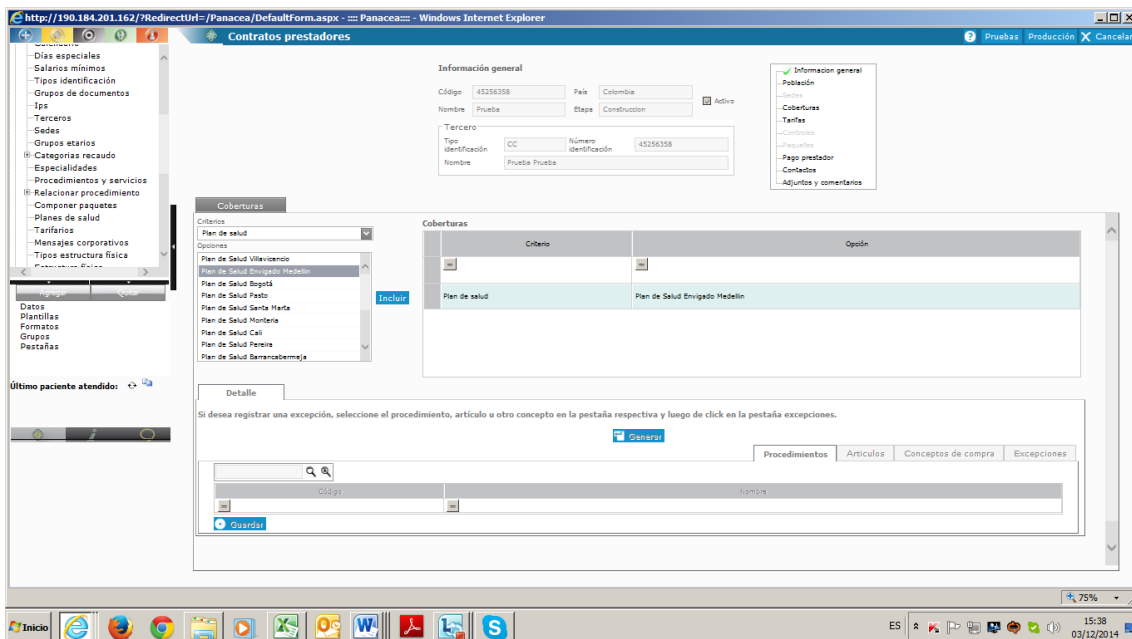 http://190.184.201.162/?RedirectUrl=/Panacea/DefaultForm.aspx - :::: Panacea:::: - Windows Internet Explorer
Contratos prestadores
Pruebas Producción Cancelar
Calendario
Días especiales
Salarios mínimos
Tipos identificación
Grupos de documentos
Ips
Terceros
Sedes
Grupos etarios
Categorias recaudo
Especialidades
Procedimientos y servicios
Relacionar procedimiento
Componer paquetes
Planes de salud
Tarifarios
Mensajes corporativos
Tipos estructura física
Estructura física
Agregar Quitar
Datos
Plantillas
Formatos
Grupos
Pestañas
Último paciente atendido:
Información general
Código 45256358 País Colombia
Activo
Nombre Prueba Etapa Construccion
Tercero
Tipo identificación CC Número identificación 45256358
Nombre Prueba Prueba
Informacion general
Población
Sedes
Coberturas
Tarifas
Controles
Paquetes
Pago prestador
Contactos
Adjuntos y comentarios
Coberturas
Criterios
Plan de salud
Opciones
Plan de Salud Villavicencio
Plan de Salud Envigado Medellin
Plan de Salud Bogotá
Plan de Salud Pasto
Plan de Salud Santa Marta
Plan de Salud Monteria
Plan de Salud Cali
Plan de Salud Pereira
Plan de Salud Barrancabermeja
Incluir
Coberturas
Criterio Opción
= =
Plan de salud Plan de Salud Envigado Medellin
Detalle
Si desea registrar una excepción, seleccione el procedimiento, artículo u otro concepto en la pestaña respectiva y luego de click en la pestaña excepciones.
Generar
Procedimientos Articulos Conceptos de compra Excepciones
Código Nombre
= =
Guardar
75%
Inicio
ES
15:38
03/12/2014